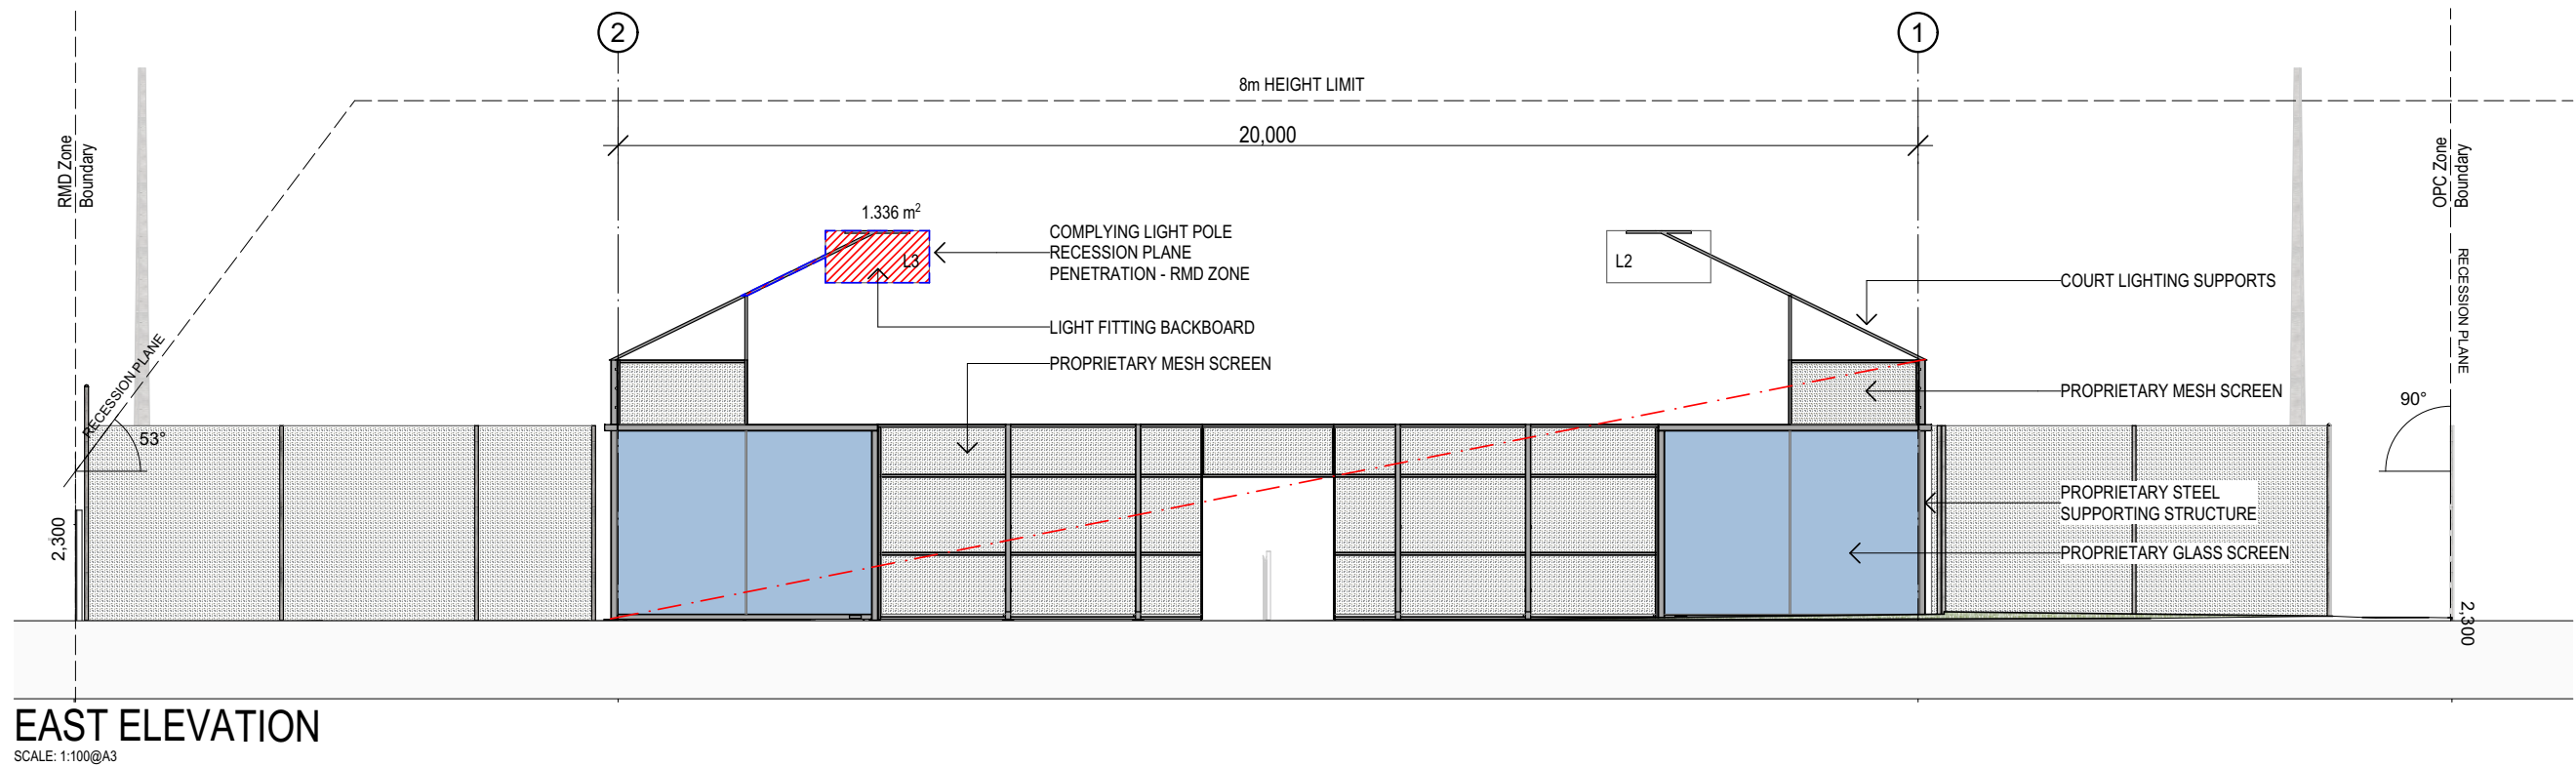 2
1
8m HEIGHT LIMIT
20,000
RMD Zone
Boundary
OPC Zone
Boundary
1.336 m²
COMPLYING LIGHT POLE
RECESSION PLANE
PENETRATION - RMD ZONE
L3
L2
LIGHT FITTING BACKBOARD
PROPRIETARY MESH SCREEN
COURT LIGHTING SUPPORTS
RECESSION PLANE
RECESSION PLANE
PROPRIETARY MESH SCREEN
53°
90°
PROPRIETARY STEEL
SUPPORTING STRUCTURE
PROPRIETARY GLASS SCREEN
2,300
2,300
EAST ELEVATION
SCALE: 1:100@A3